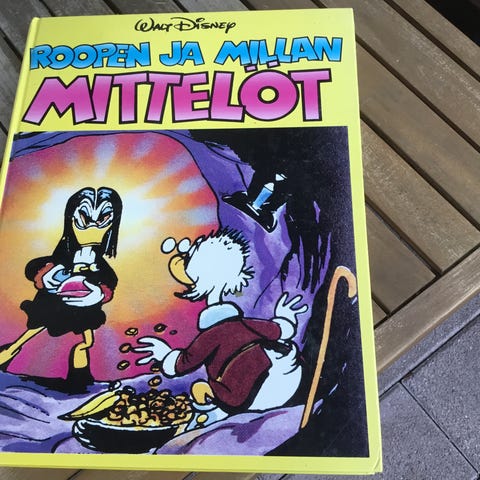 WALT DISNEY
ROOPEN JA MILLAN
MITTELÖT